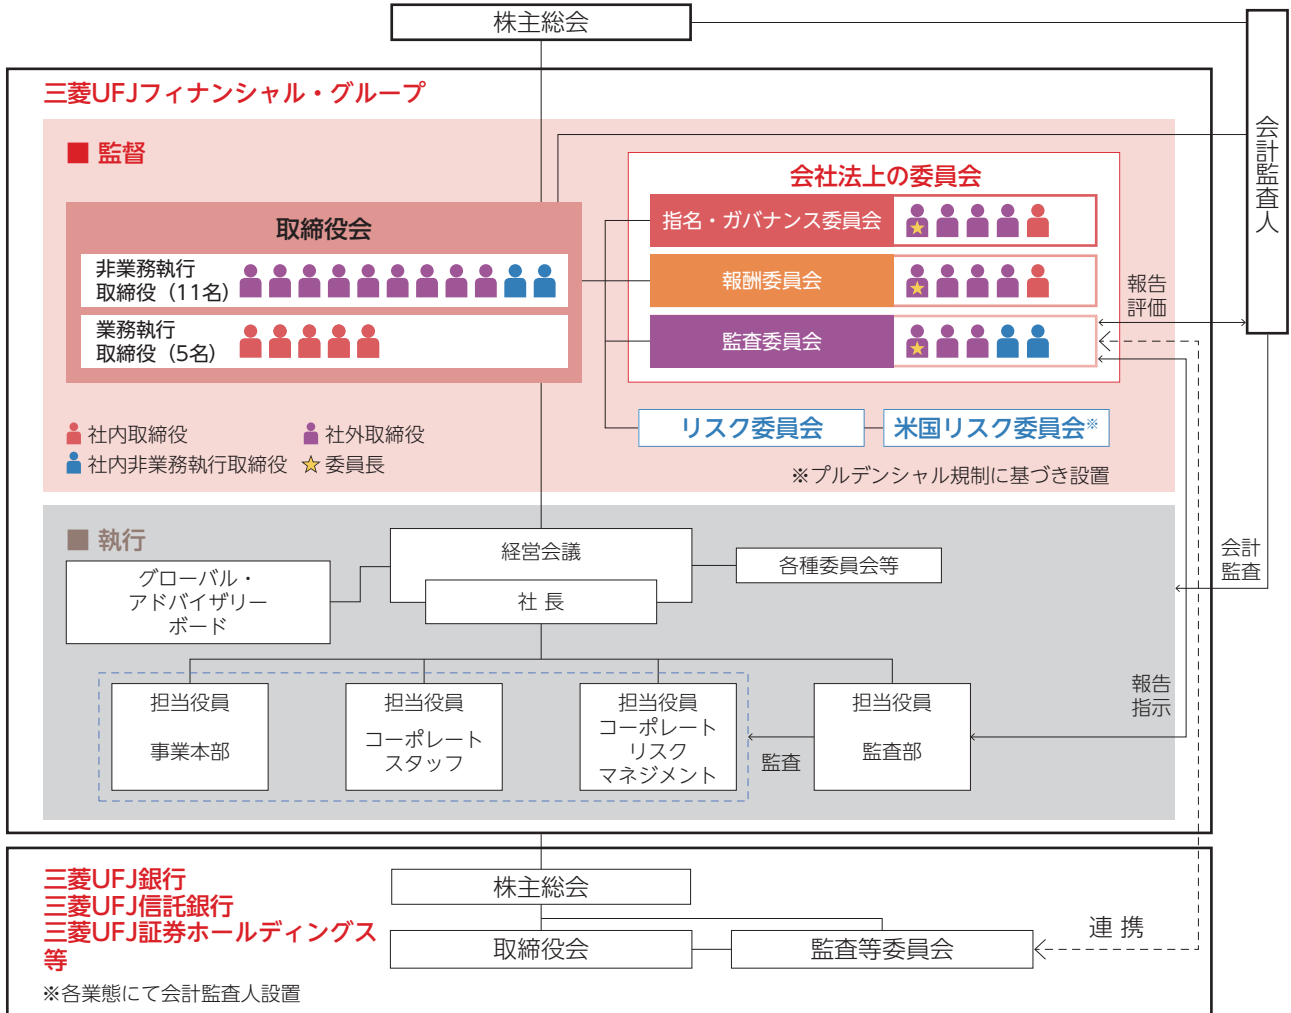 株主総会
三菱UFJフィナンシャル・グループ
会計監査人
■ 監督
会社法上の委員会
取締役会
非業務執行
取締役（11名）
業務執行
取締役（5名）
指名・ガバナンス委員会
報酬委員会
監査委員会
報告
評価
社内取締役
社外取締役
社内非業務執行取締役
委員長
リスク委員会
米国リスク委員会※
※プルデンシャル規制に基づき設置
■ 執行
経営会議
社 長
各種委員会等
グローバル・
アドバイザリー
ボード
会計
監査
担当役員
事業本部
担当役員
コーポレート
スタッフ
担当役員
コーポレート
リスク
マネジメント
監査
担当役員
監査部
報告
指示
三菱UFJ銀行
三菱UFJ信託銀行
三菱UFJ証券ホールディングス
等
※各業態にて会計監査人設置
株主総会
取締役会
監査等委員会
連 携